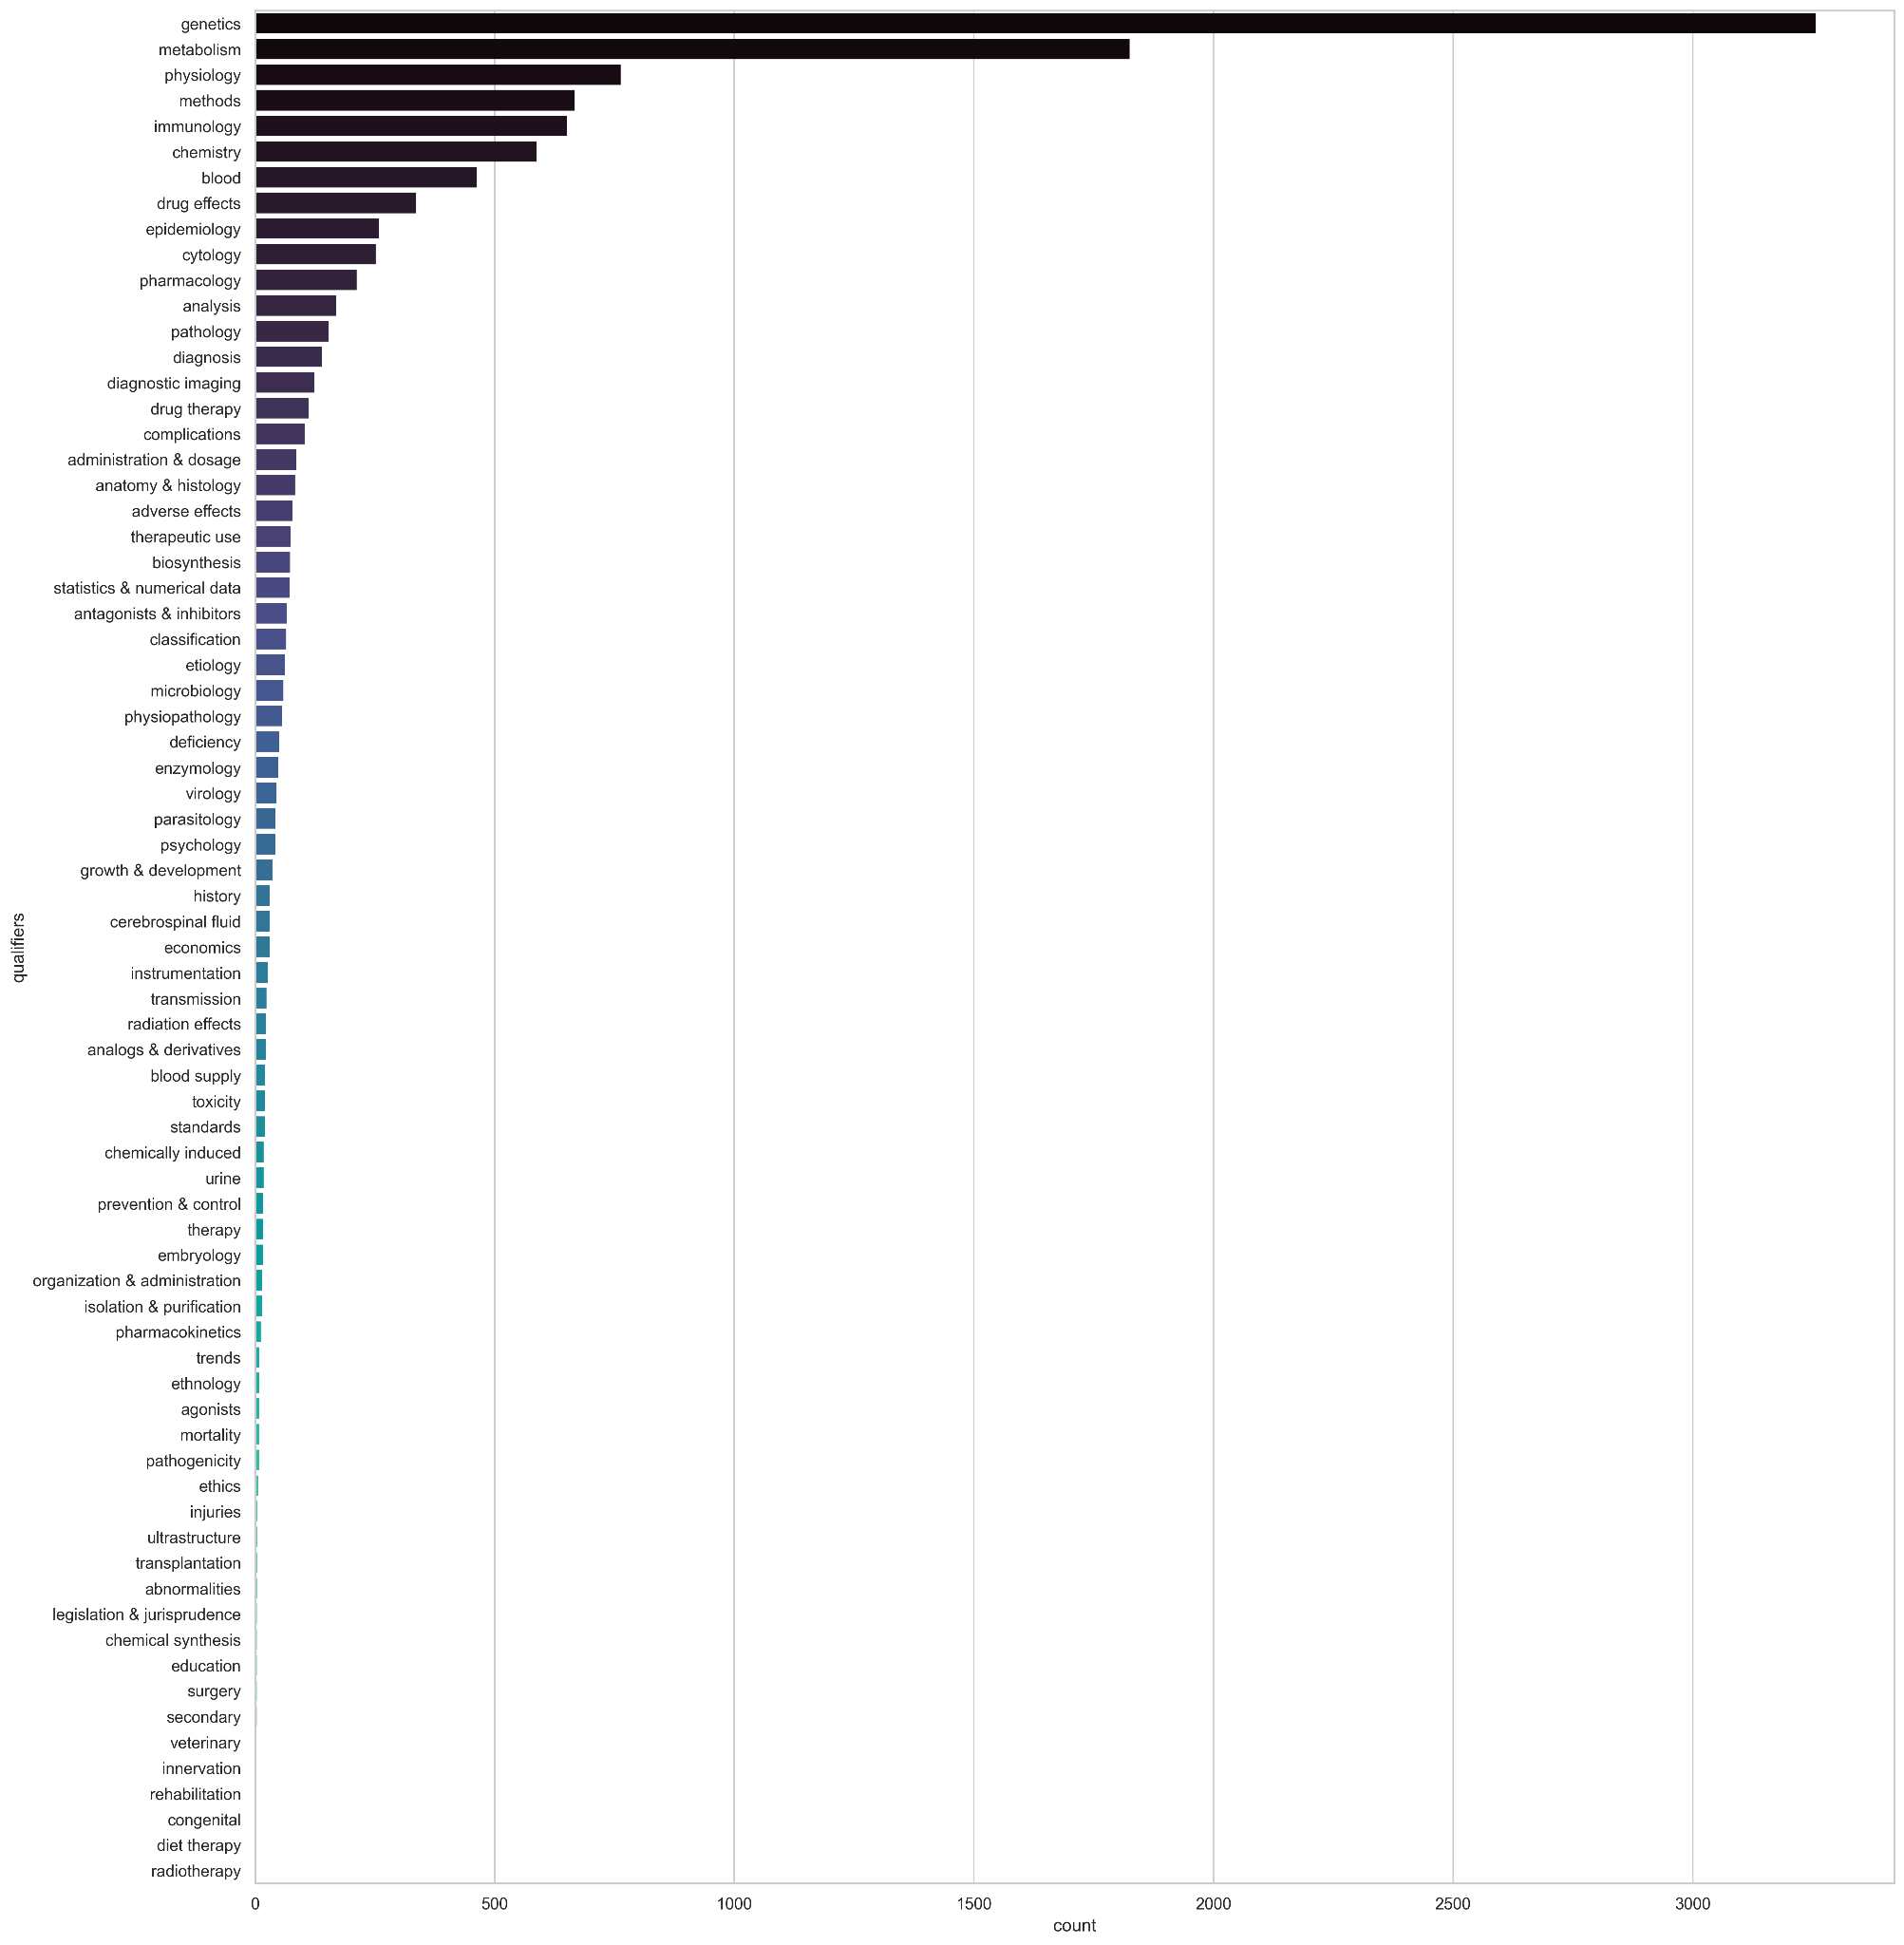 genetics
metabolism
physiology
methods
immunology
chemistry
blood
drug effects
epidemiology
cytology
pharmacology
analysis
pathology
diagnosis
diagnostic imaging
drug therapy
complications
administration & dosage
anatomy & histology
adverse effects
therapeutic use
biosynthesis
statistics & numerical data
antagonists & inhibitors
classification
etiology
microbiology
physiopathology
deficiency
enzymology
virology
parasitology
psychology
growth & development
history
cerebrospinal fluid
economics
instrumentation
transmission
radiation effects
analogs & derivatives
blood supply
toxicity
standards
chemically induced
urine
prevention & control
therapy
embryology
organization & administration
isolation & purification
pharmacokinetics
trends
ethnology
agonists
mortality
pathogenicity
ethics
injuries
ultrastructure
transplantation
abnormalities
legislation & jurisprudence
chemical synthesis
education
surgery
secondary
veterinary
innervation
rehabilitation
congenital
diet therapy
radiotherapy
qualifiers
0 500 1000 1500 2000 2500 3000
count